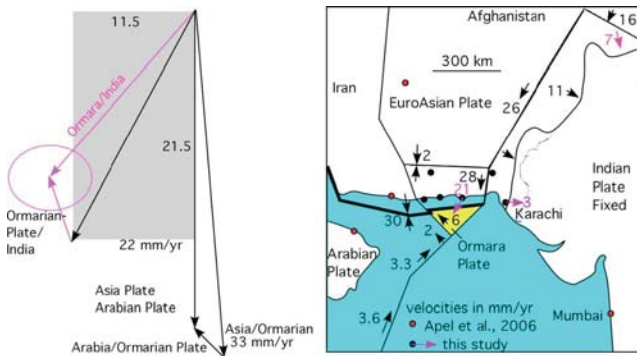 11.5
Ormara/India
21.5
Ormarian-
Plate/
India
22 mm/yr
Asia Plate
Arabian Plate
Asia/Ormarian
33 mm/yr
Arabia/Ormarian Plate
Afghanistan
16
7
300 km
Iran
EuroAsian Plate
11
26
2
28
Indian
Plate
Fixed
21
3
Karachi
30
6
2
Ormara
Plate
Arabian
Plate
3.3
velocities in mm/yr
Apel et al., 2006
this study
3.6
Mumbai